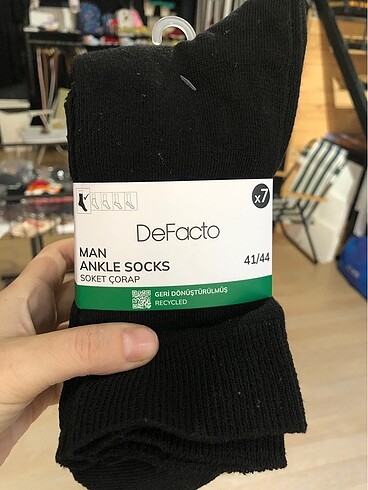 x7
DeFacto
MAN
ANKLE SOCKS
41/44
SOKET ÇORAP
GERİ DÖNÜŞTÜRÜLMÜŞ
RECYCLED